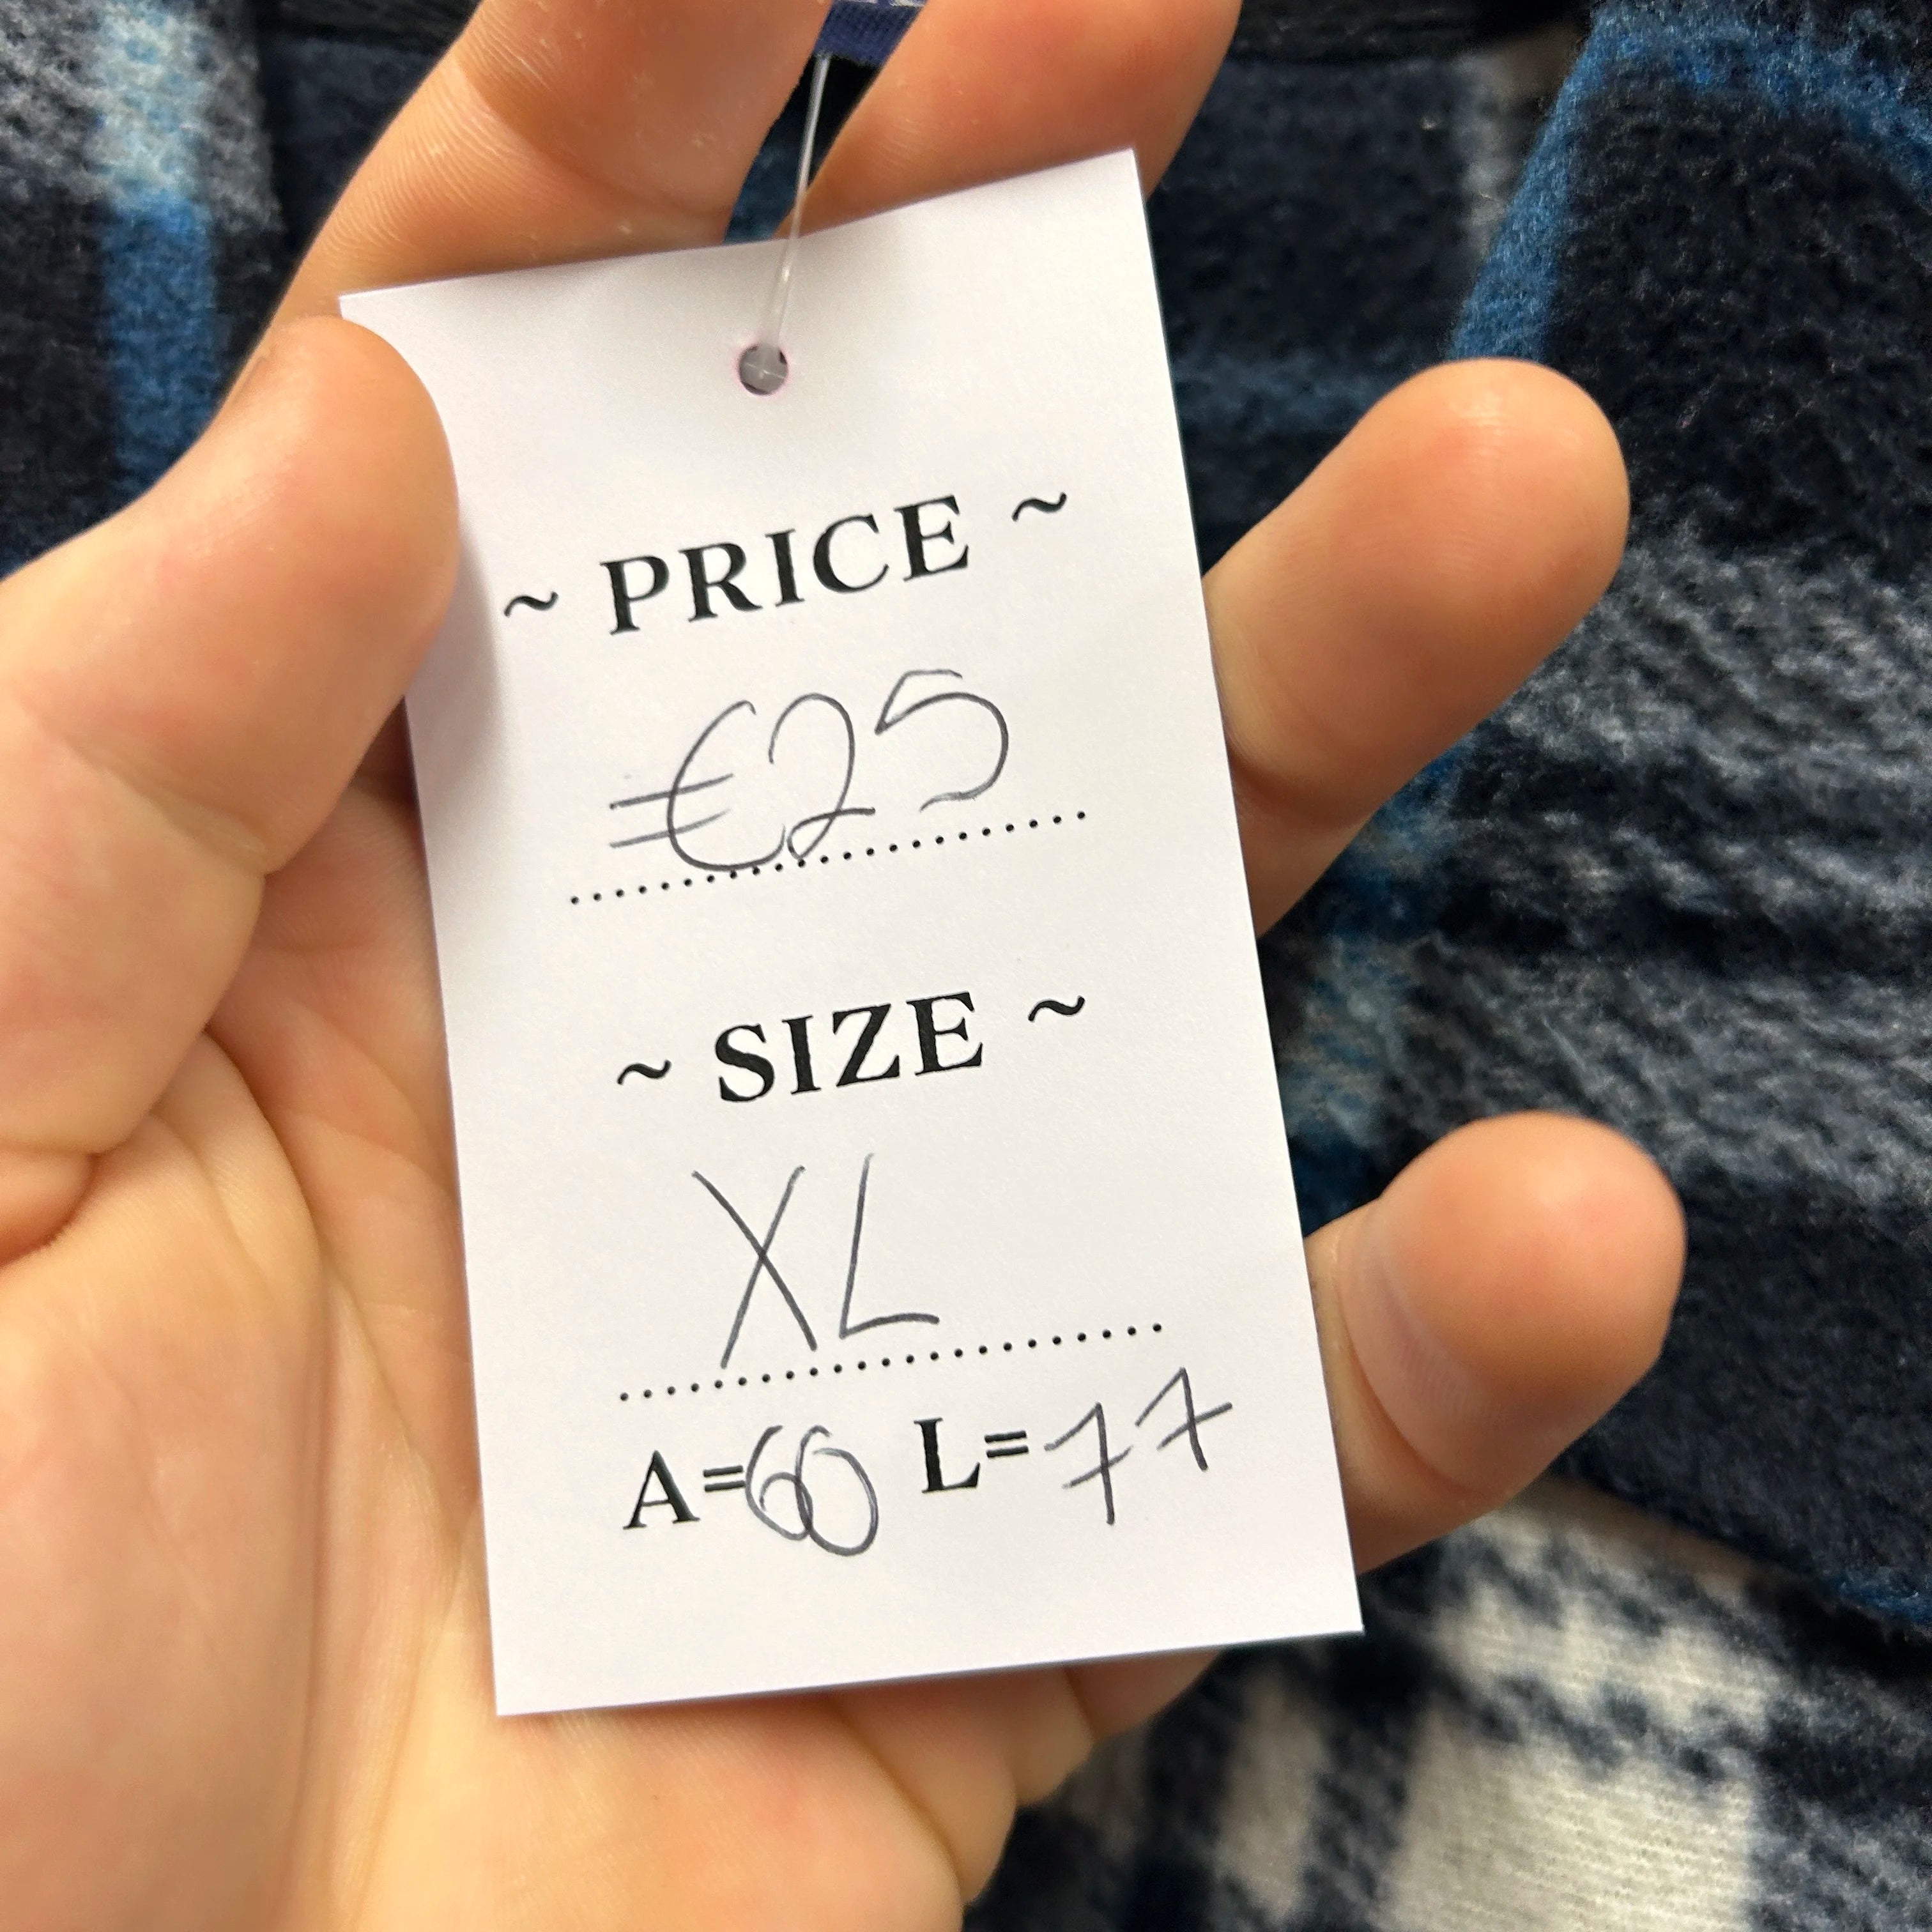 ~ PRICE ~
€25
~ SIZE ~
XL
A=60 L=77